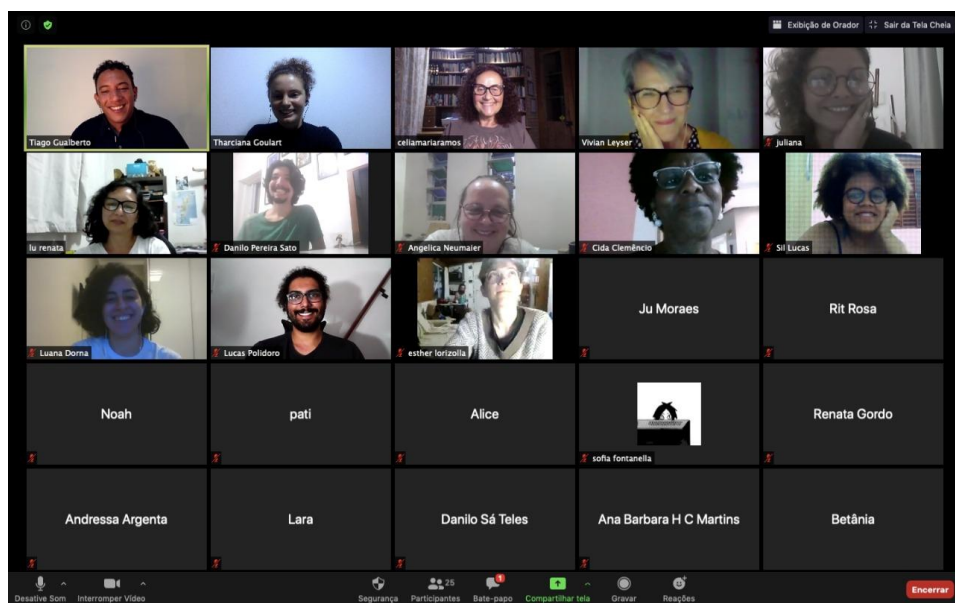 Exibição de Orador
Sair da Tela Cheia
Tiago Gualberto
Tharciana Goulart
celiamariaramos
Vivian Leyser
Juliana
lu renata
Danilo Pereira Sato
Angelica Neumaier
Cida Clemêncio
Sil Lucas
Luana Dorna
Lucas Polidoro
esther lorizolla
Ju Moraes
Rit Rosa
Noah
pati
Alice
sofia fontanella
Renata Gordo
Andressa Argenta
Lara
Danilo Sá Teles
Ana Barbara H C Martins
Betânia
Desative Som
Interromper Vídeo
Segurança
25
Participantes
1
Bate-papo
Compartilhar tela
Gravar
Reações
Encerrar